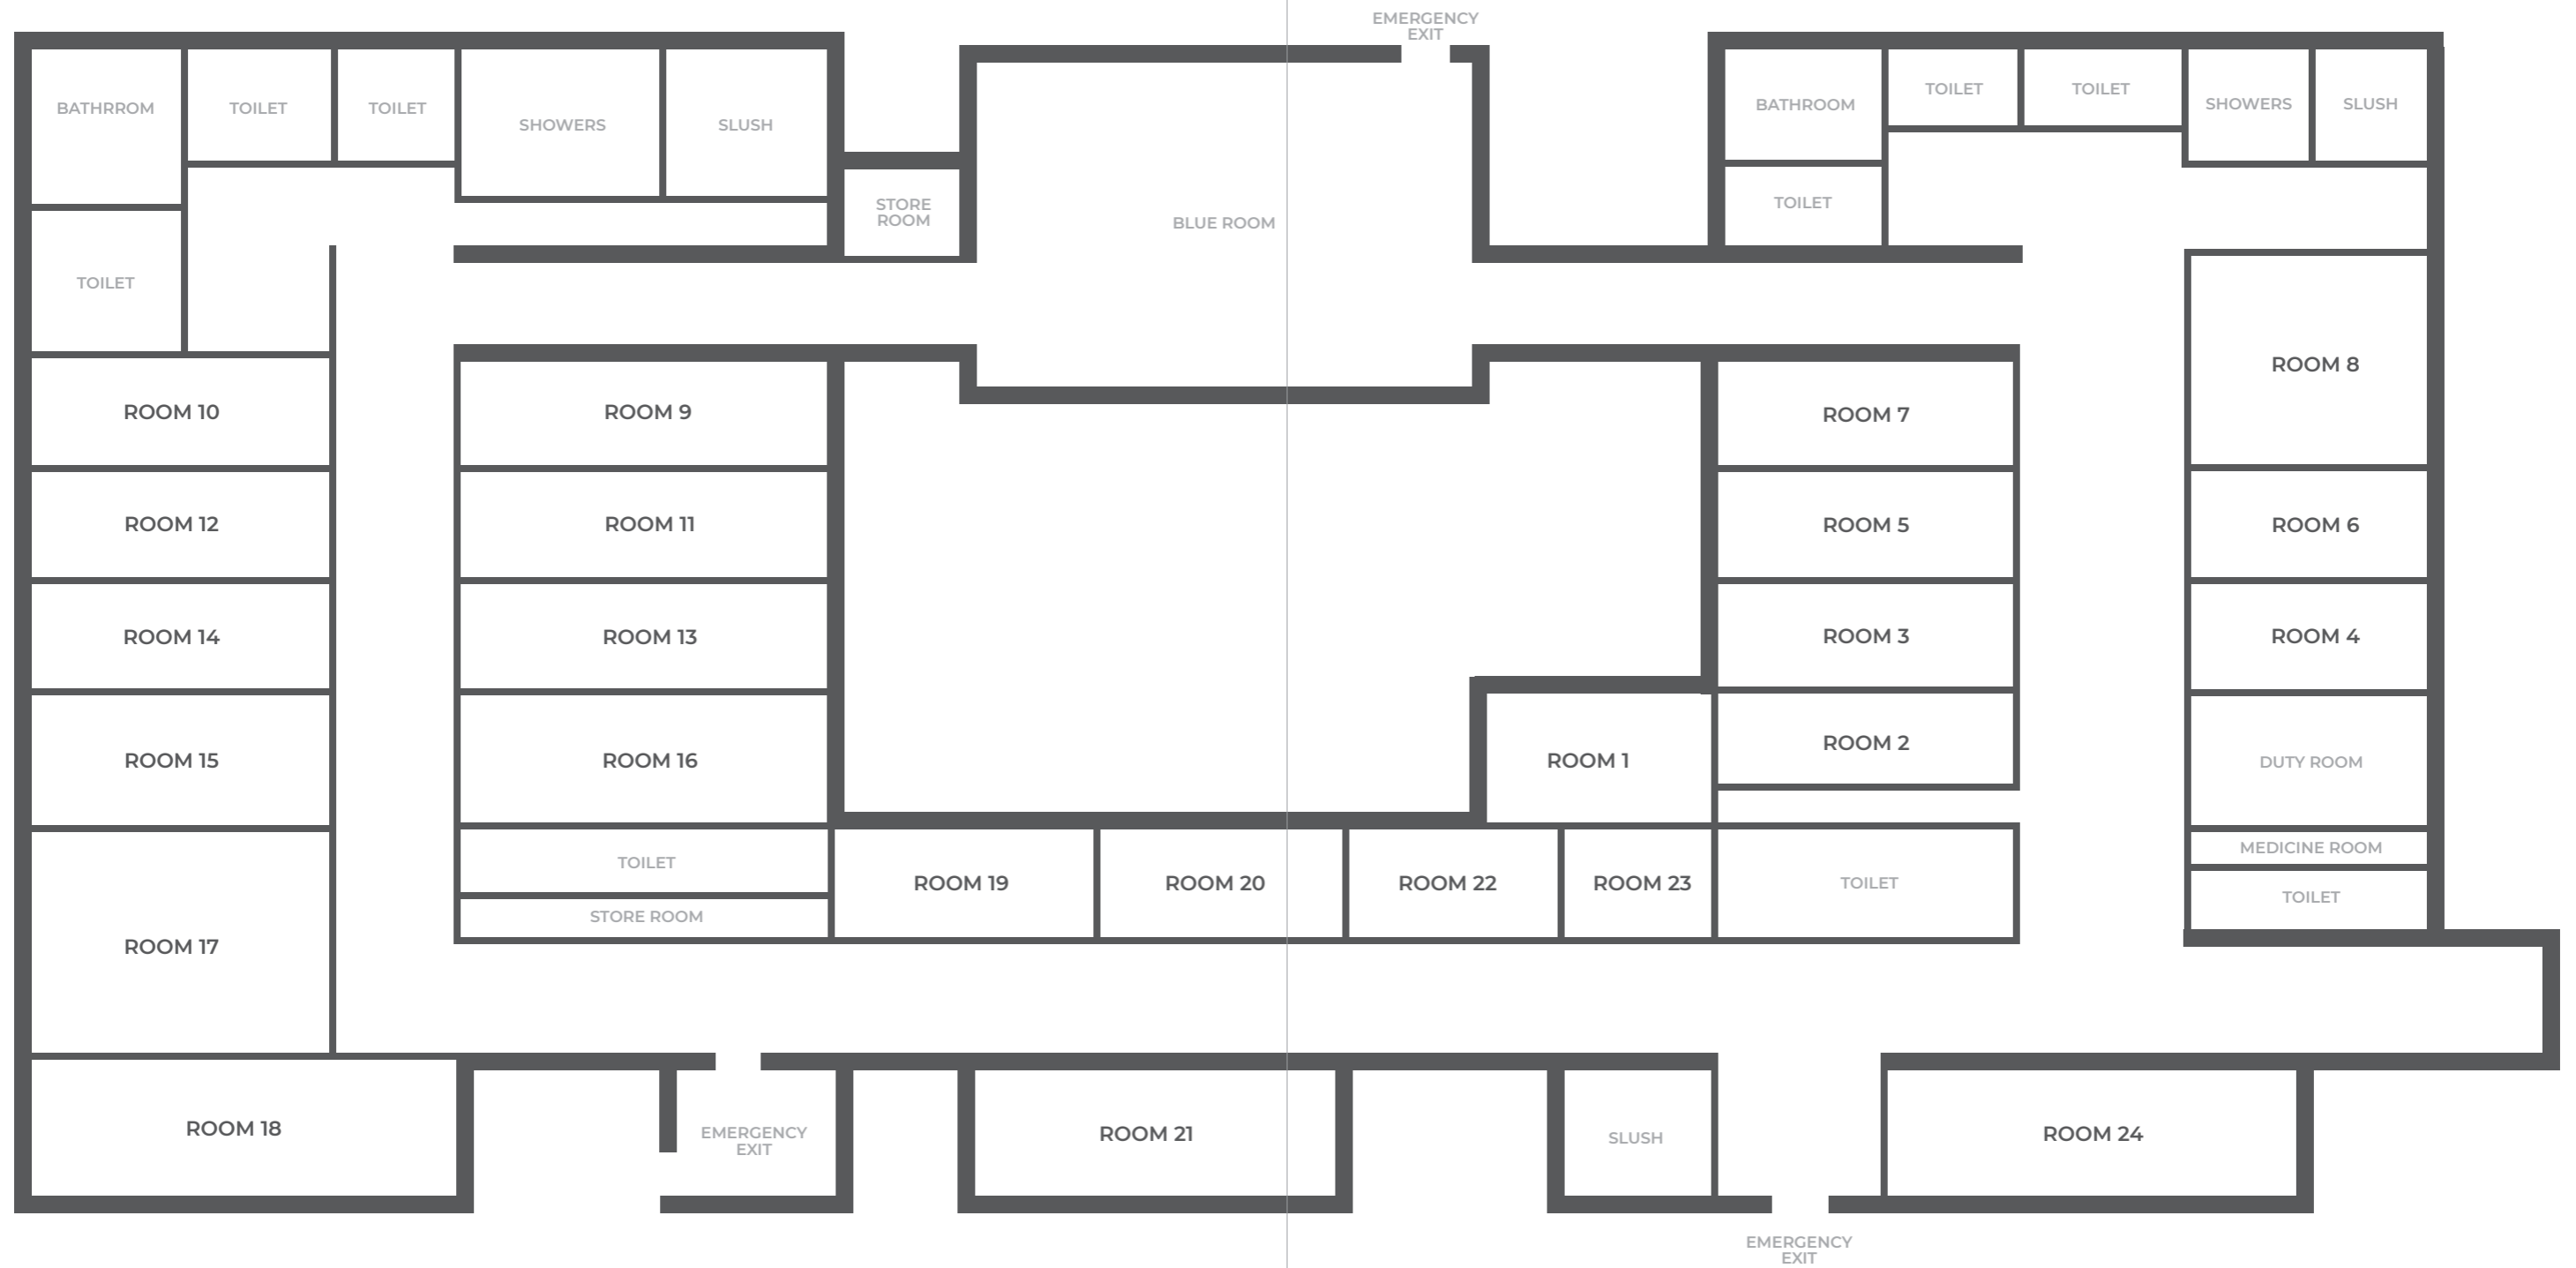 EMERGENCY
EXIT
BATHRROM
TOILET
TOILET
SHOWERS
SLUSH
STORE
ROOM
BLUE ROOM
BATHROOM
TOILET
TOILET
SHOWERS
SLUSH
TOILET
TOILET
ROOM 10
ROOM 9
ROOM 7
ROOM 8
ROOM 12
ROOM 11
ROOM 5
ROOM 6
ROOM 14
ROOM 13
ROOM 3
ROOM 4
ROOM 15
ROOM 16
ROOM 1
ROOM 2
DUTY ROOM
MEDICINE ROOM
TOILET
STORE ROOM
ROOM 19
ROOM 20
ROOM 22
ROOM 23
TOILET
TOILET
ROOM 17
ROOM 18
EMERGENCY
EXIT
ROOM 21
SLUSH
ROOM 24
EMERGENCY
EXIT